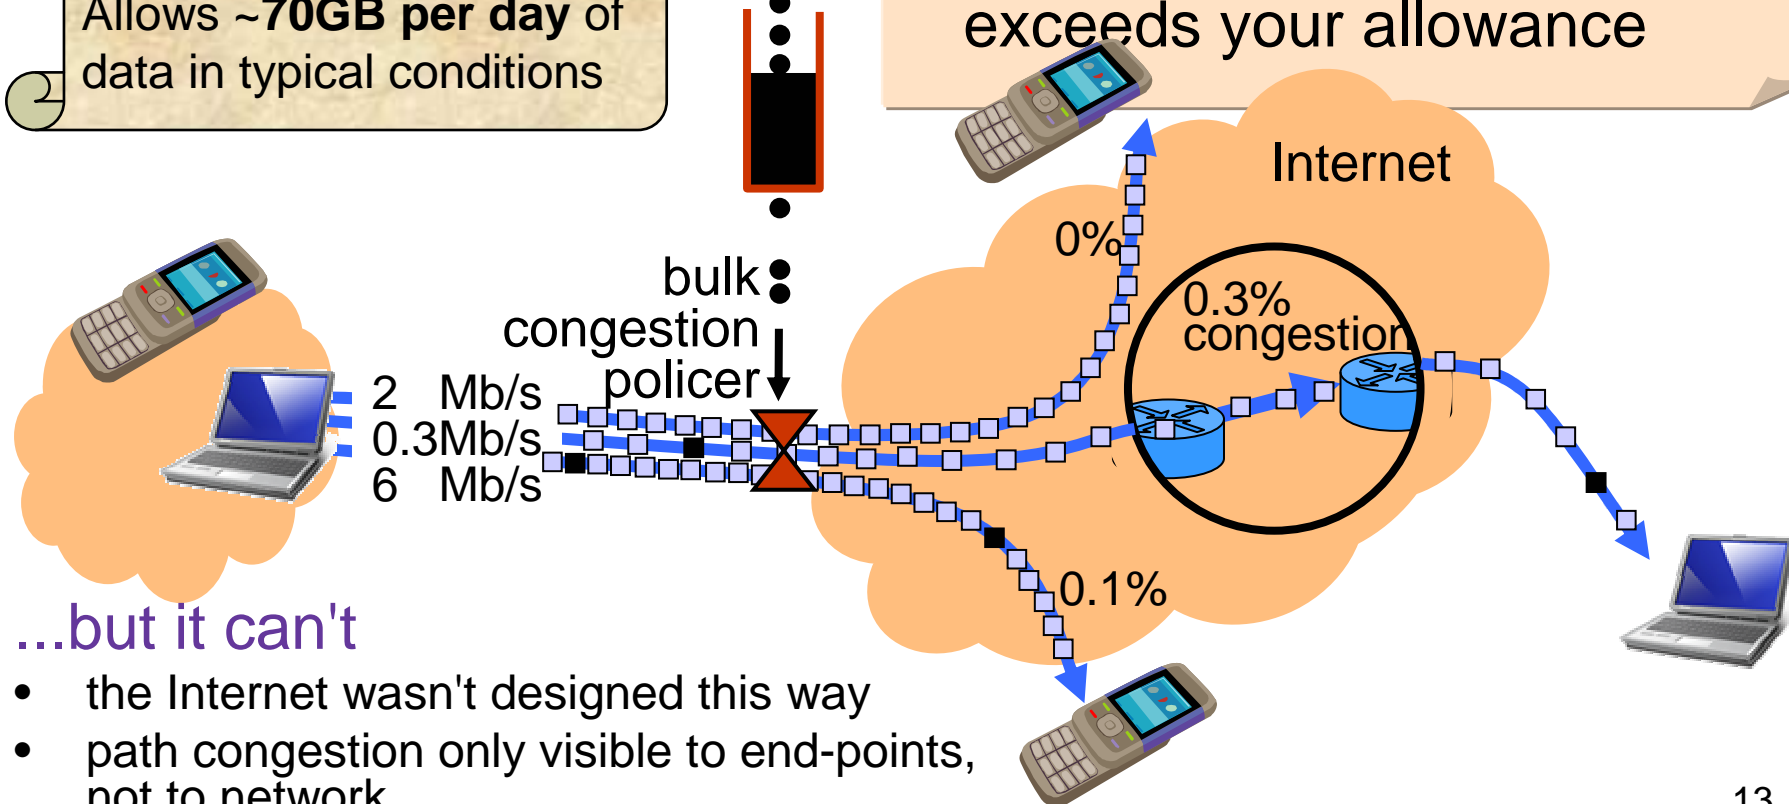 Allows ~70GB per day of
data in typical conditions
exceeds your allowance
Internet
0%
bulk
congestion
policer
0.3%
congestion
2 Mb/s
0.3Mb/s
6 Mb/s
0.1%
...but it can't
• the Internet wasn't designed this way
• path congestion only visible to end-points,
not to network
13